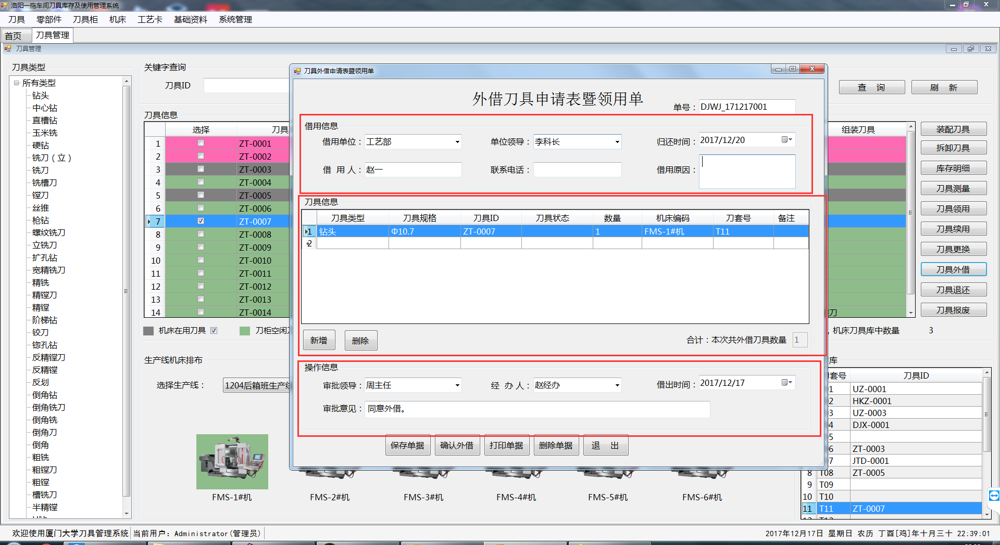 洛阳一拖车间刀具库存及使用管理系统
刀具 零部件 刀具柜 机床 工艺卡 基础资料 系统管理
首页 刀具管理
刀具管理
刀具类型
所有类型
钻头
中心钻
直槽钻
玉米铣
硬钻
铣刀（立）
铣刀
铣槽刀
镗刀
丝锥
枪钻
螺纹铣刀
立铣刀
扩孔钻
宽精铣刀
精铣
精镗刀
精镗
阶梯钻
铰刀
锪孔钻
反精镗刀
反精镗
反划
倒角钻
倒角铣刀
倒角铣
倒角刀
倒角
粗铣
粗镗刀
粗镗
槽铣刀
半精镗
关键字查询
刀具ID
查 询 刷 新
刀具信息
选择 刀具
1 ZT-0001
2 ZT-0002
3 ZT-0003
4 ZT-0004
5 ZT-0005
6 ZT-0006
7 ZT-0007
8 ZT-0008
9 ZT-0009
10 ZT-0010
11 ZT-0011
12 ZT-0012
13 ZT-0013
14 ZT-0014
机床在用刀具 刀柜空闲
组装刀具
刀
，机床刀具库中数量 3
装配刀具
拆卸刀具
库存明细
刀具测量
刀具领用
刀具续用
刀具更换
刀具外借
刀具退还
刀具报废
刀具外借申请表暨领用单
外借刀具申请表暨领用单
单号： DJWJ_171217001
借用信息
借用单位： 工艺部 单位领导： 李科长 归还时间： 2017/12/20
借 用 人： 赵一 联系电话： 借用原因：
刀具信息
刀具类型 刀具规格 刀具ID 刀具状态 数量 机床编码 刀套号 备注
1 钻头 Φ10.7 ZT-0007 1 FMS-1#机 T11
2
新增 删除 合计：本次共外借刀具数量 1
操作信息
审批领导： 周主任 经 办 人： 赵经办 借出时间： 2017/12/17
审批意见： 同意外借。
保存单据 确认外借 打印单据 删除单据 退 出
生产线机床排布
选择生产线： 1204后箱班生产线
FMS-1#机 FMS-2#机 FMS-3#机 FMS-4#机 FMS-5#机 FMS-6#机
库
套号 刀具ID
1 UZ-0001
2 HKZ-0001
3 UZ-0003
4 DJX-0001
5
6 ZT-0003
7 JTD-0001
8 T08 ZT-0005
9 T09
10 T10
11 T11 ZT-0007
欢迎使用厦门大学刀具管理系统 当前用户：Administrator(管理员)
2017年12月17日 星期日 农历 丁酉[鸡]年十月三十 22:39:01